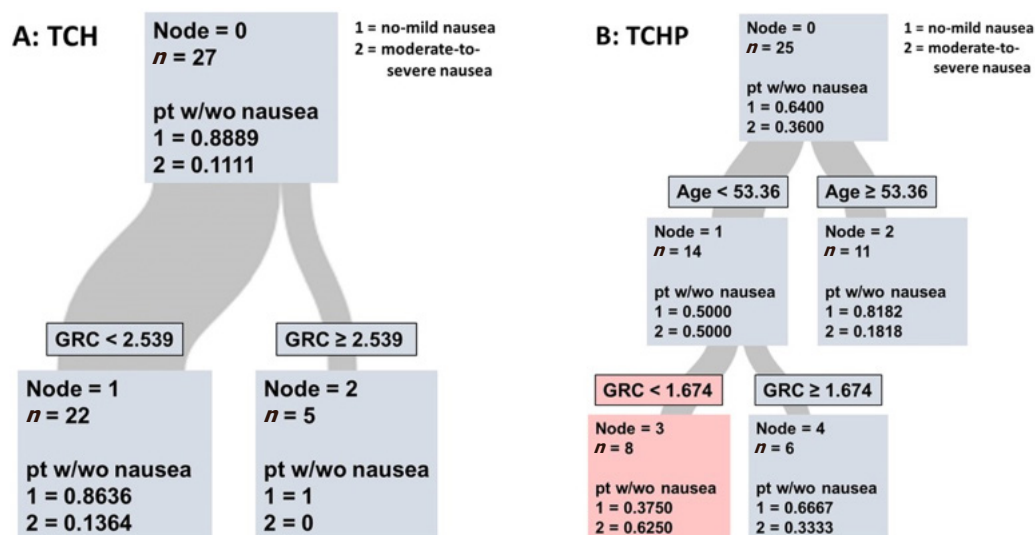 A: TCH
Node = 0
n = 27
pt w/wo nausea
1 = 0.8889
2 = 0.1111
1 = no-mild nausea
2 = moderate-to-
severe nausea
GRC < 2.539
GRC ≥ 2.539
Node = 1
n = 22
pt w/wo nausea
1 = 0.8636
2 = 0.1364
Node = 2
n = 5
pt w/wo nausea
1 = 1
2 = 0
B: TCHP
Node = 0
n = 25
pt w/wo nausea
1 = 0.6400
2 = 0.3600
1 = no-mild nausea
2 = moderate-to-
severe nausea
Age < 53.36
Age ≥ 53.36
Node = 1
n = 14
pt w/wo nausea
1 = 0.5000
2 = 0.5000
Node = 2
n = 11
pt w/wo nausea
1 = 0.8182
2 = 0.1818
GRC < 1.674
GRC ≥ 1.674
Node = 3
n = 8
pt w/wo nausea
1 = 0.3750
2 = 0.6250
Node = 4
n = 6
pt w/wo nausea
1 = 0.6667
2 = 0.3333